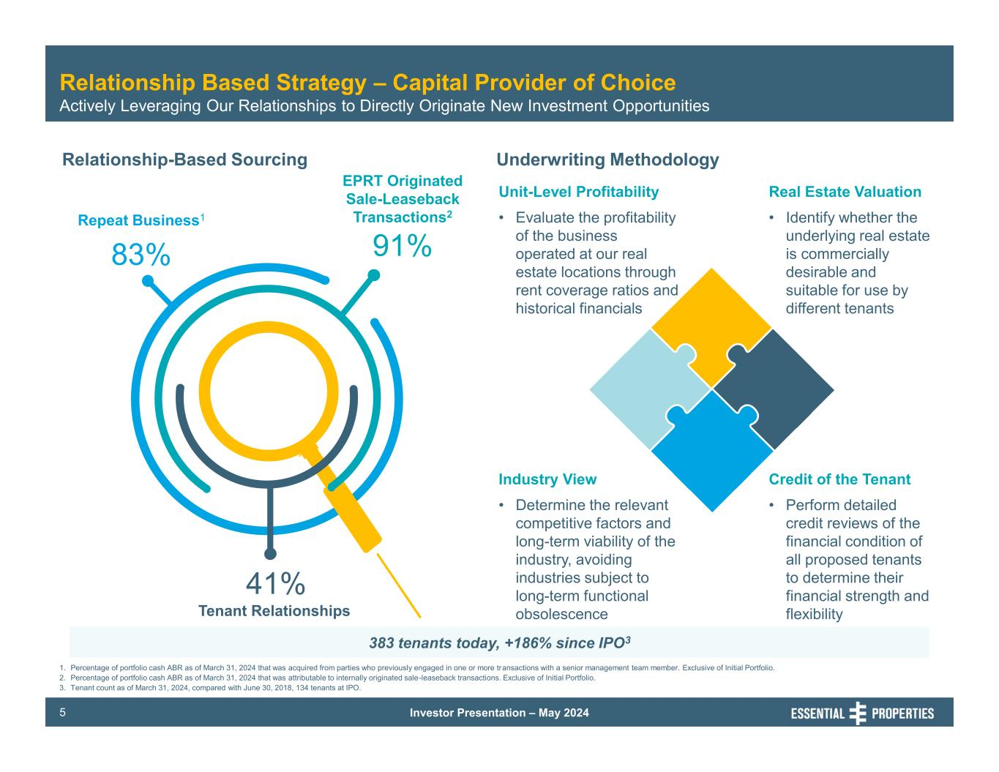 Relationship Based Strategy – Capital Provider of Choice
Actively Leveraging Our Relationships to Directly Originate New Investment Opportunities
Relationship-Based Sourcing
EPRT Originated
Sale-Leaseback
Transactions²
91%
Repeat Business¹
83%
41%
Tenant Relationships
Underwriting Methodology
Unit-Level Profitability
• Evaluate the profitability
of the business
operated at our real
estate locations through
rent coverage ratios and
historical financials
Real Estate Valuation
• Identify whether the
underlying real estate
is commercially
desirable and
suitable for use by
different tenants
Industry View
• Determine the relevant
competitive factors and
long-term viability of the
industry, avoiding
industries subject to
long-term functional
obsolescence
Credit of the Tenant
• Perform detailed
credit reviews of the
financial condition of
all proposed tenants
to determine their
financial strength and
flexibility
383 tenants today, +186% since IPO³
1. Percentage of portfolio cash ABR as of March 31, 2024 that was acquired from parties who previously engaged in one or more transactions with a senior management team member. Exclusive of Initial Portfolio.
2. Percentage of portfolio cash ABR as of March 31, 2024 that was attributable to internally originated sale-leaseback transactions. Exclusive of Initial Portfolio.
3. Tenant count as of March 31, 2024, compared with June 30, 2018, 134 tenants at IPO.
5
Investor Presentation – May 2024
ESSENTIAL PROPERTIES